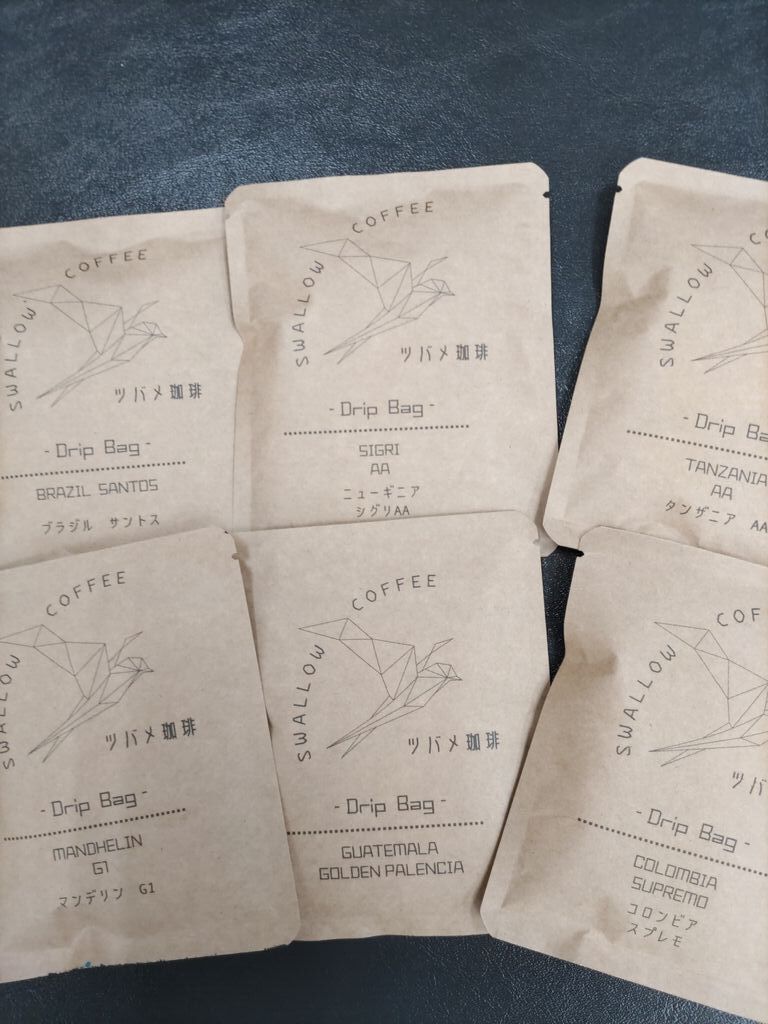 SWALLOW COFFEE
ツバメ珈琲
- Drip Bag -
BRAZIL SANTOS
ブラジル サントス
SWALLOW COFFEE
ツバメ珈琲
- Drip Bag -
SIGRI
AA
ニューギニア
シグリAA
SWALLOW CO
- Drip Ba
TANZANIA
AA
タンザニア AA
SWALLOW COFFEE
ツバメ珈琲
- Drip Bag -
MANDHELIN
G1
マンデリン G1
SWALLOW COFFEE
ツバメ珈琲
- Drip Bag -
GUATEMALA
GOLDEN PALENCIA
SWALLOW COF
ツバ
- Drip Bag -
COLOMBIA
SUPREMO
コロンビア
スプレモ